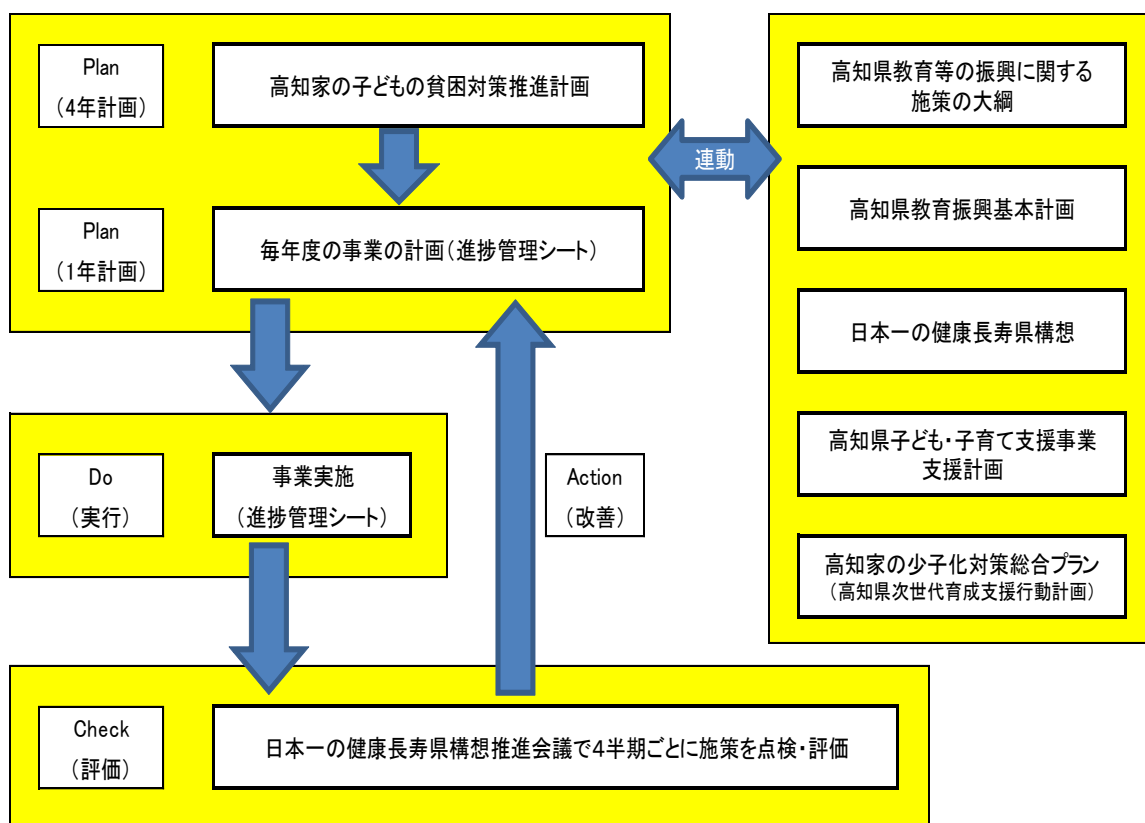 Plan
（4年計画）
高知家の子どもの貧困対策推進計画
Plan
（1年計画）
毎年度の事業の計画（進捗管理シート）
連動
高知県教育等の振興に関する
施策の大綱
高知県教育振興基本計画
日本一の健康長寿県構想
高知県子ども・子育て支援事業
支援計画
高知家の少子化対策総合プラン
（高知県次世代育成支援行動計画）
Do
（実行）
事業実施
（進捗管理シート）
Action
（改善）
Check
（評価）
日本一の健康長寿県構想推進会議で４半期ごとに施策を点検・評価